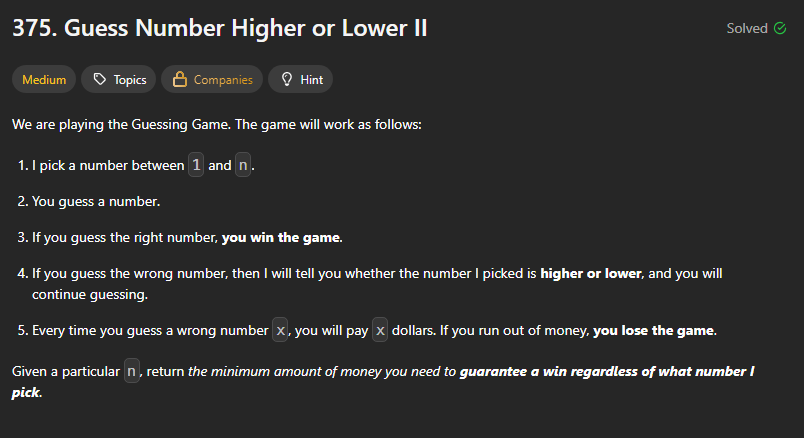 375. Guess Number Higher or Lower II
Solved
Medium
Topics
Companies
Hint
We are playing the Guessing Game. The game will work as follows:
1. I pick a number between 1 and n.
2. You guess a number.
3. If you guess the right number, you win the game.
4. If you guess the wrong number, then I will tell you whether the number I picked is higher or lower, and you will
continue guessing.
5. Every time you guess a wrong number x, you will pay x dollars. If you run out of money, you lose the game.
Given a particular n, return the minimum amount of money you need to guarantee a win regardless of what number I
pick.